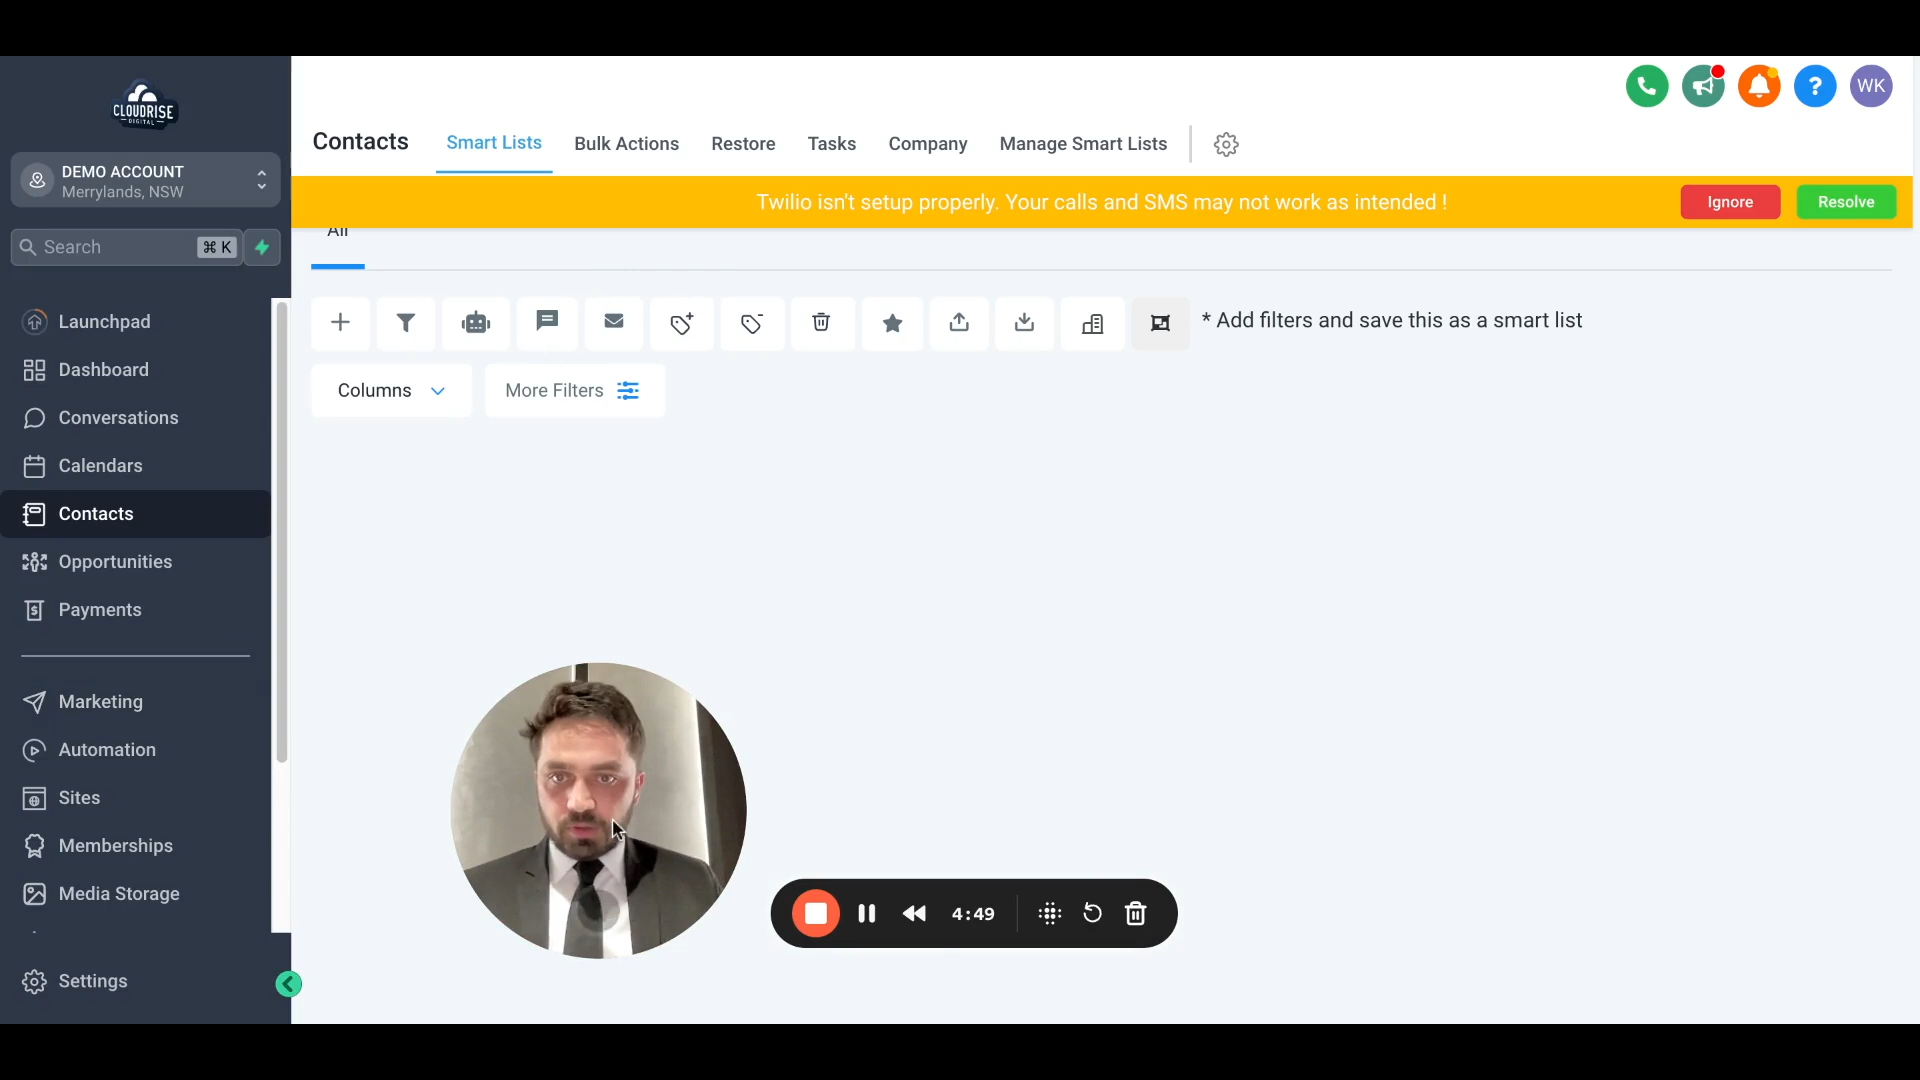 CLOUDRISE
DIGITAL
DEMO ACCOUNT
Merrylands, NSW
Search
⌘ K
Launchpad
Dashboard
Conversations
Calendars
Contacts
Opportunities
Payments
Marketing
Automation
Sites
Memberships
Media Storage
Settings
WK
Contacts
Smart Lists
Bulk Actions
Restore
Tasks
Company
Manage Smart Lists
Twilio isn't setup properly. Your calls and SMS may not work as intended !
Ignore
Resolve
All
* Add filters and save this as a smart list
Columns
More Filters
4:49